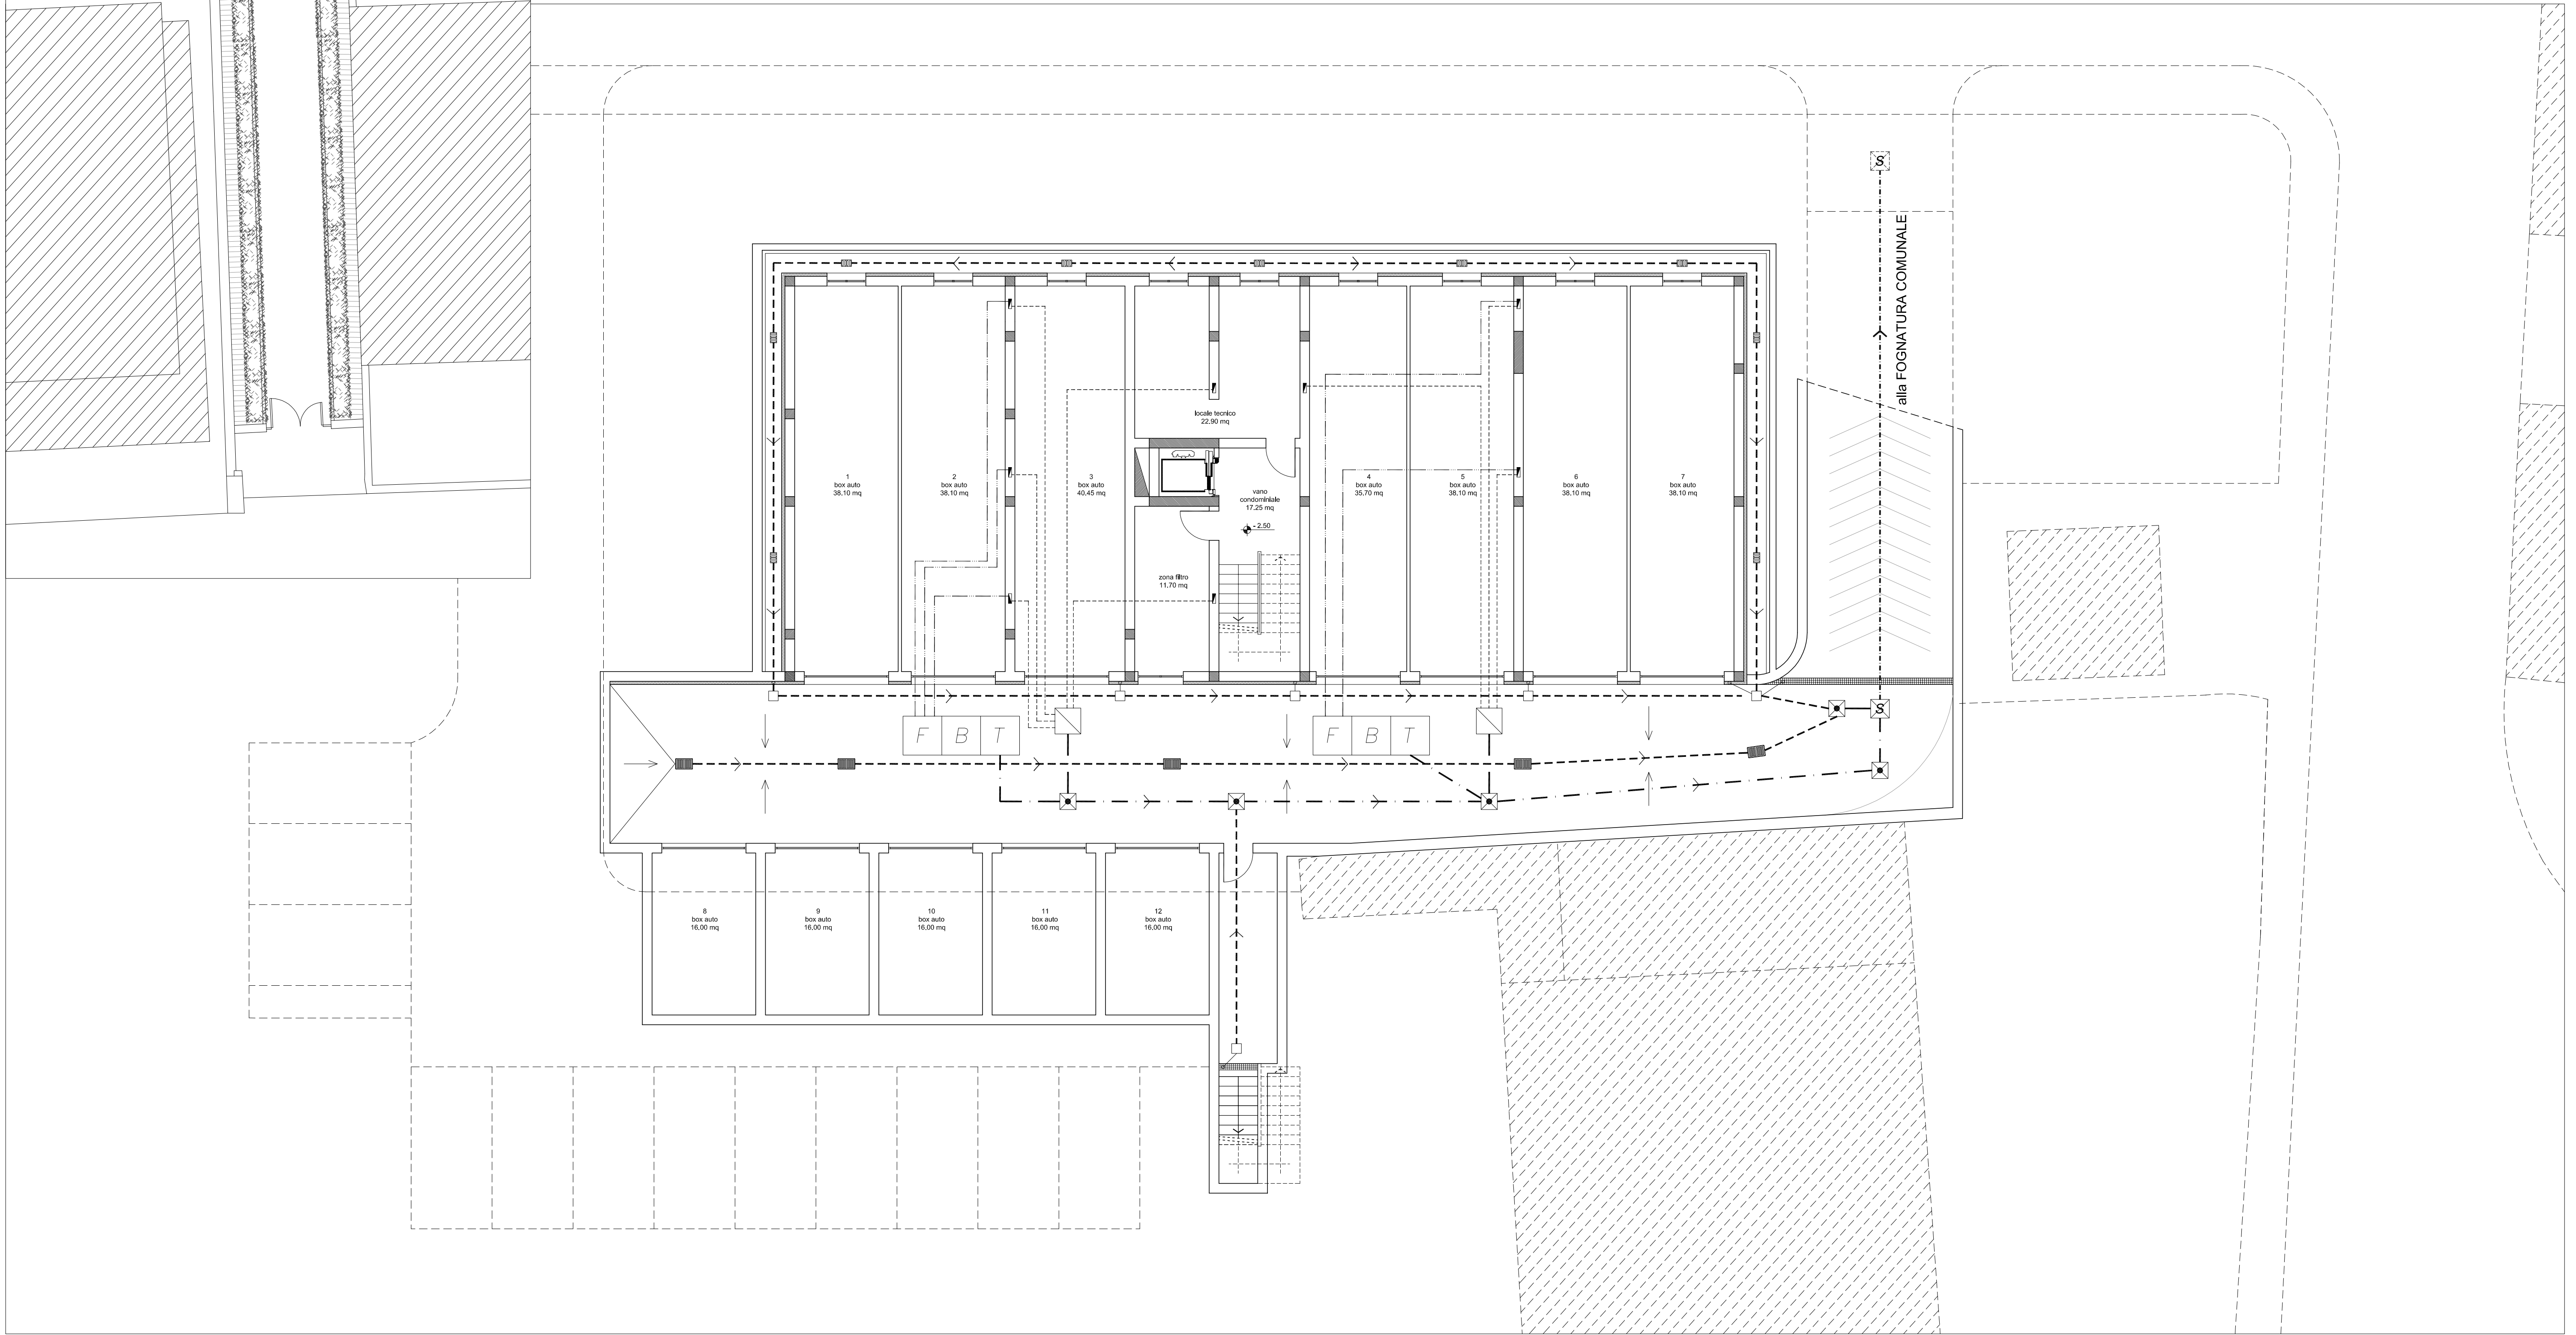 S
alla FOGNATURA COMUNALE
locale tecnico
22,90 mq
1
box auto
38,10 mq
2
box auto
38,10 mq
3
box auto
40,45 mq
vano
condominiale
17,25 mq
- 2.50
4
box auto
35,70 mq
5
box auto
38,10 mq
6
box auto
38,10 mq
7
box auto
38,10 mq
zona filtro
11,70 mq
F B T
F B T
S
8
box auto
16,00 mq
9
box auto
16,00 mq
10
box auto
16,00 mq
11
box auto
16,00 mq
12
box auto
16,00 mq